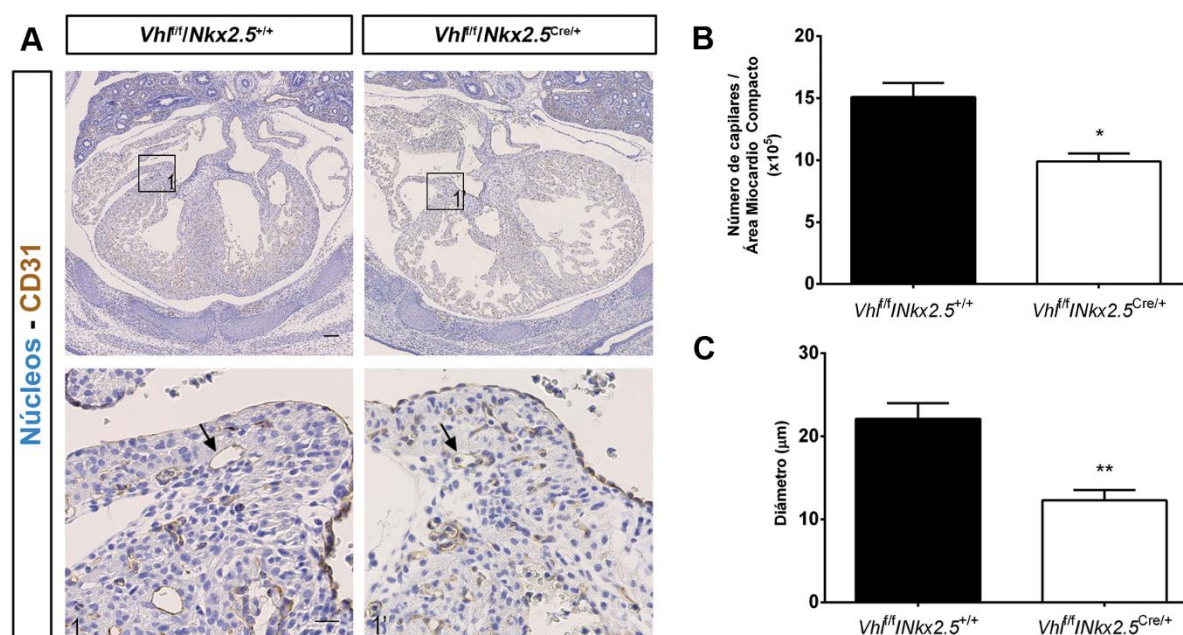 A
Vhlf/f/Nkx2.5+/+
Vhlf/f/Nkx2.5Cre/+
Núcleos - CD31
1
1'
1
1'
B
Número de capilares /
Área Miocardio Compacto
(x10⁵)
20
15
10
5
0
*
Vhlf/f/Nkx2.5+/+
Vhlf/f/Nkx2.5Cre/+
C
Diámetro (μm)
30
20
10
0
**
Vhlf/f/Nkx2.5+/+
Vhlf/f/Nkx2.5Cre/+